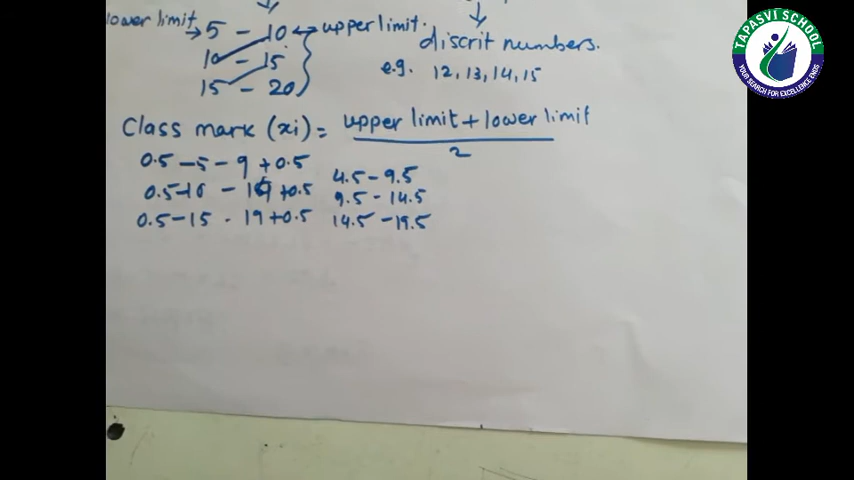 lower limit → 5 - 10 ↔ upper limit.
10 - 15
15 - 20
discrit numbers.
e.g. 12, 13, 14, 15
Class mark (xi) = upper limit + lower limit / 2
0.5 - 5 - 9 + 0.5
0.5 - 10 - 14 + 0.5
0.5 - 15 - 19 + 0.5
4.5 - 9.5
9.5 - 14.5
14.5 - 19.5
TAPASVI SCHOOL
YOUR SEARCH FOR EXCELLENCE ENDS